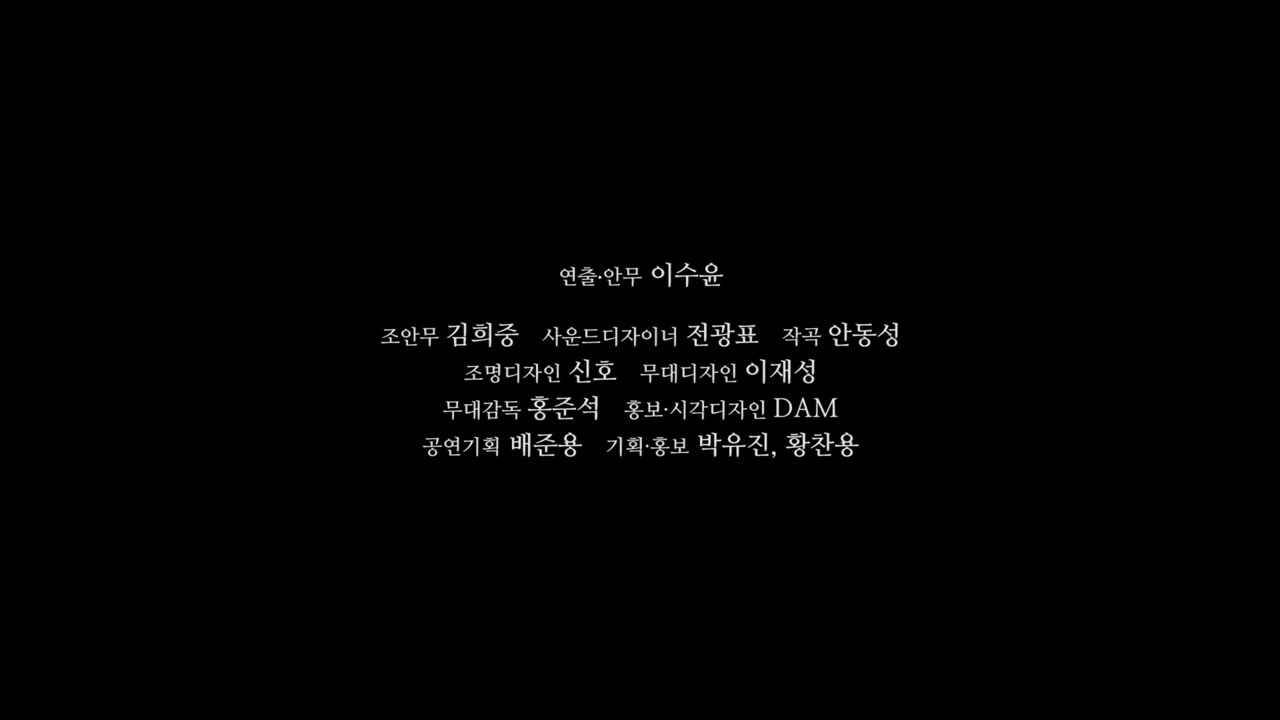 연출·안무 이수윤
조안무 김희중 사운드디자이너 전광표 작곡 안동성
조명디자인 신호 무대디자인 이재성
무대감독 홍준석 홍보·시각디자인 DAM
공연기획 배준용 기획·홍보 박유진, 황찬용